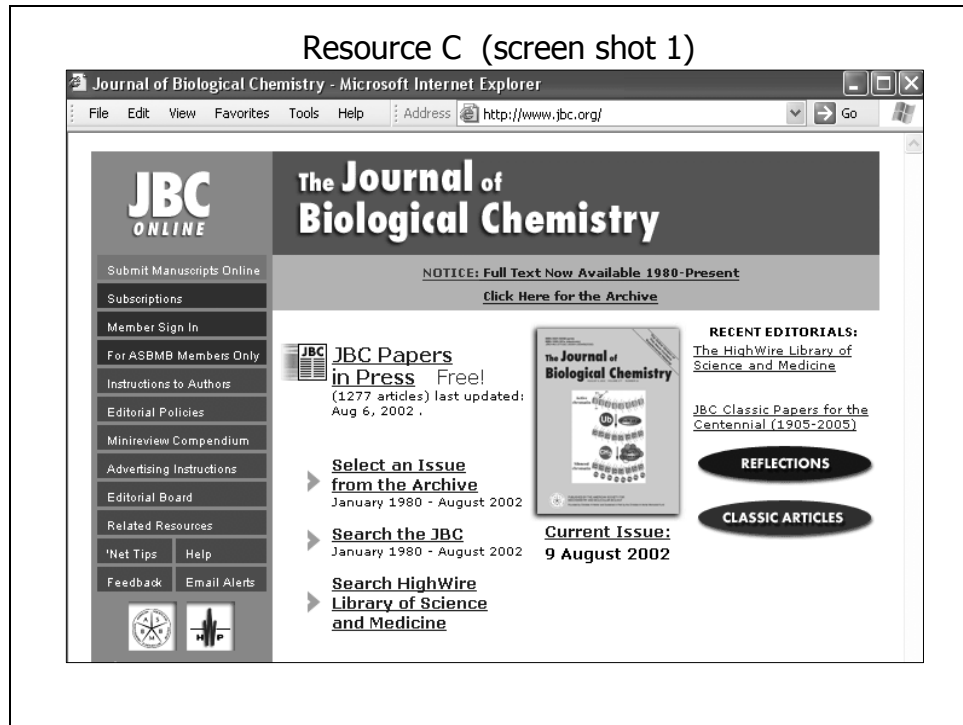 Resource C (screen shot 1)
Journal of Biological Chemistry - Microsoft Internet Explorer
File Edit View Favorites Tools Help Address http://www.jbc.org/ Go
JBC
ONLINE
The Journal of
Biological Chemistry
NOTICE: Full Text Now Available 1980-Present
Click Here for the Archive
Submit Manuscripts Online
Subscriptions
Member Sign In
For ASBMB Members Only
Instructions to Authors
Editorial Policies
Minireview Compendium
Advertising Instructions
Editorial Board
Related Resources
'Net Tips Help
Feedback Email Alerts
HP
JBC
JBC Papers
in Press Free!
(1277 articles) last updated:
Aug 6, 2002 .
Select an Issue
from the Archive
January 1980 - August 2002
Search the JBC
January 1980 - August 2002
Search HighWire
Library of Science
and Medicine
The Journal of
Biological Chemistry
Ub
Current Issue:
9 August 2002
RECENT EDITORIALS:
The HighWire Library of
Science and Medicine
JBC Classic Papers for the
Centennial (1905-2005)
REFLECTIONS
CLASSIC ARTICLES